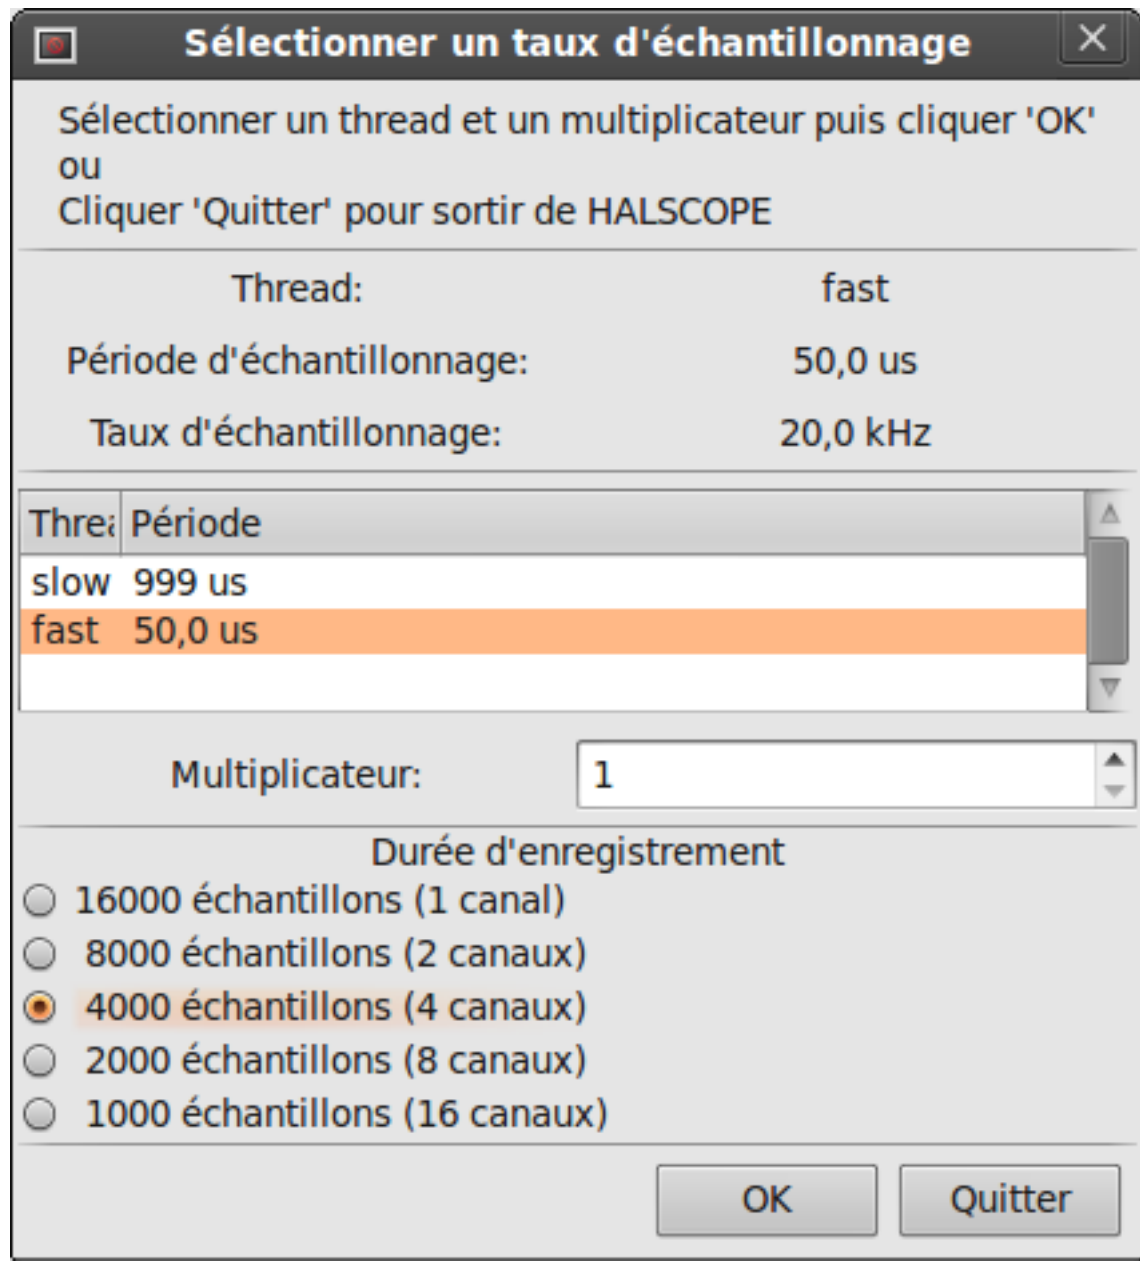 Sélectionner un taux d'échantillonnage
Sélectionner un thread et un multiplicateur puis cliquer 'OK'
ou
Cliquer 'Quitter' pour sortir de HALSCOPE
Thread: fast
Période d'échantillonnage: 50,0 us
Taux d'échantillonnage: 20,0 kHz
Threa Période
slow 999 us
fast 50,0 us
Multiplicateur: 1
Durée d'enregistrement
16000 échantillons (1 canal)
8000 échantillons (2 canaux)
4000 échantillons (4 canaux)
2000 échantillons (8 canaux)
1000 échantillons (16 canaux)
OK Quitter